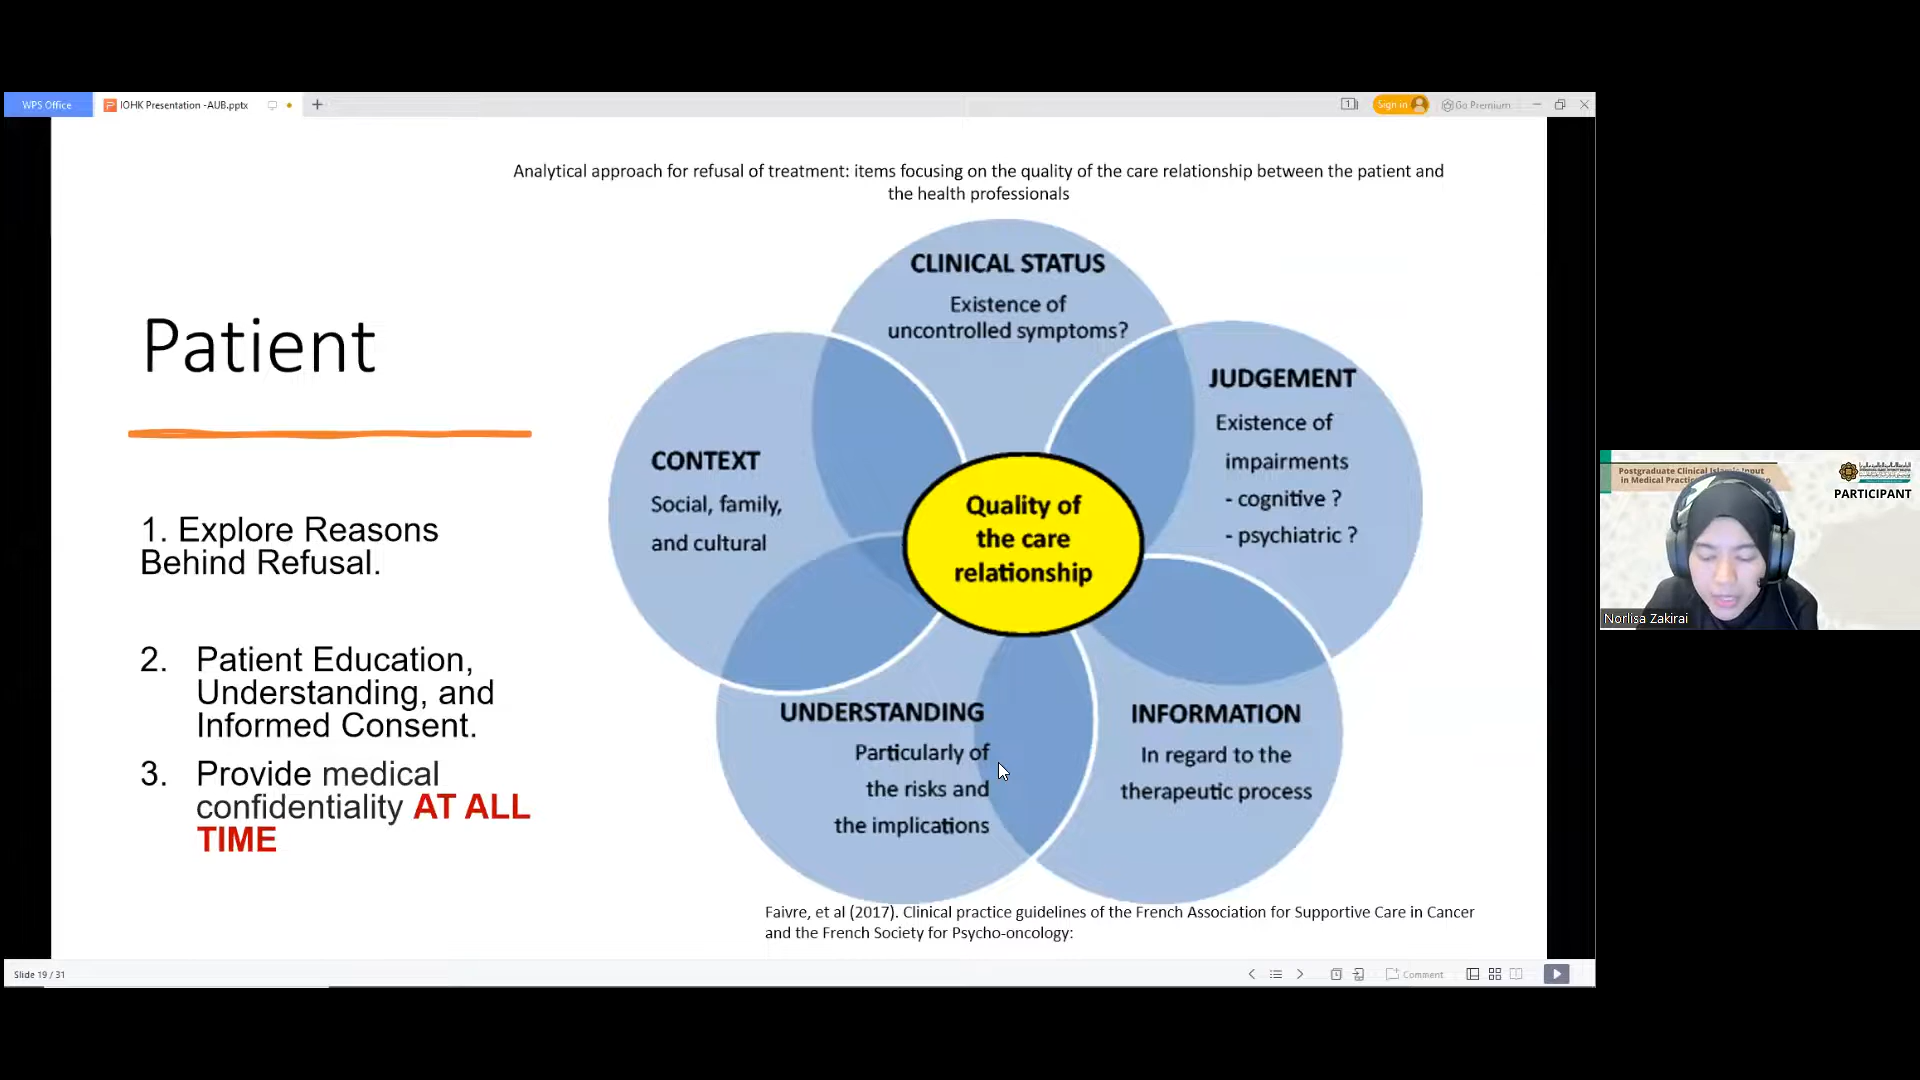 WPS Office
IOHK Presentation -AUB.pptx
Sign in
Go Premium
Analytical approach for refusal of treatment: items focusing on the quality of the care relationship between the patient and
the health professionals
Patient
1. Explore Reasons
Behind Refusal.
2. Patient Education,
Understanding, and
Informed Consent.
3. Provide medical
confidentiality AT ALL
TIME
CLINICAL STATUS
Existence of
uncontrolled symptoms?
JUDGEMENT
Existence of
impairments
- cognitive ?
- psychiatric ?
CONTEXT
Social, family,
and cultural
Quality of
the care
relationship
UNDERSTANDING
Particularly of
the risks and
the implications
INFORMATION
In regard to the
therapeutic process
Faivre, et al (2017). Clinical practice guidelines of the French Association for Supportive Care in Cancer
and the French Society for Psycho-oncology:
Slide 19 / 31
Comment
Postgraduate Clinical Islamic Input
in Medical
PARTICIPANT
Norlisa Zakirai